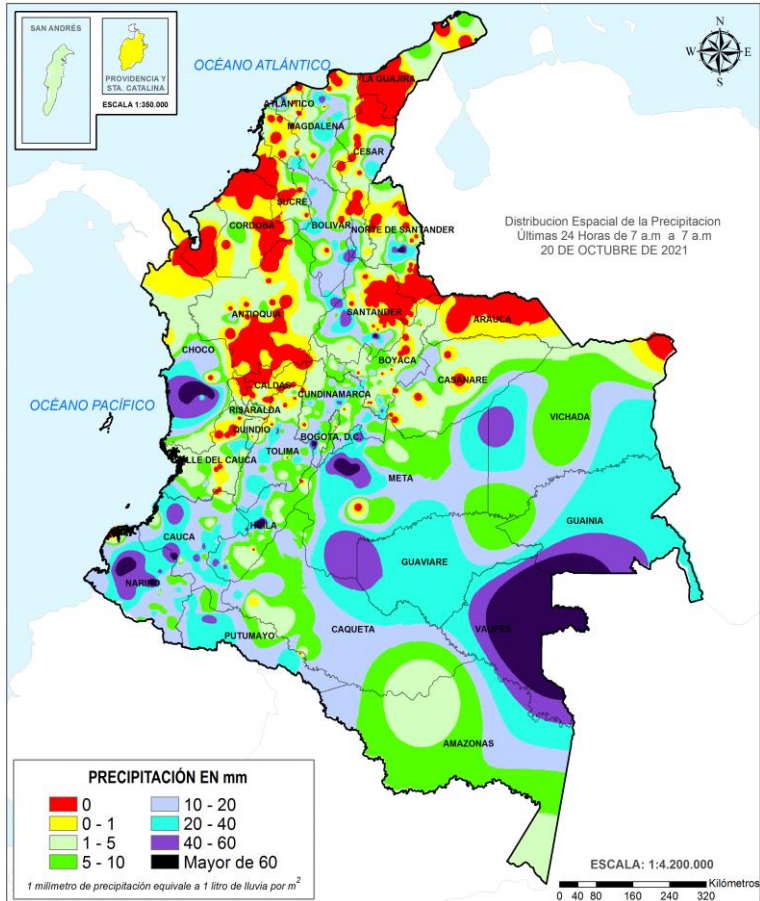 SAN ANDRÉS
PROVIDENCIA Y
STA. CATALINA
ESCALA 1:350.000
OCÉANO ATLÁNTICO
N
W
E
S
LA GUAJIRA
ATLÁNTICO
MAGDALENA
CESAR
SUCRE
CORDOBA
BOLIVAR
NORTE DE SANTANDER
Distribucion Espacial de la Precipitacion
Últimas 24 Horas de 7 a.m a 7 a.m
20 DE OCTUBRE DE 2021
ANTIOQUIA
SANTANDER
ARAUCA
CHOCO
BOYACA
CALDAS
CASANARE
OCÉANO PACÍFICO
CUNDINAMARCA
RISARALDA
VICHADA
QUINDIO
BOGOTA, D.C.
TOLIMA
VALLE DEL CAUCA
META
GUAINIA
HUILA
CAUCA
GUAVIARE
NARIÑO
VAUPES
PUTUMAYO
CAQUETA
AMAZONAS
PRECIPITACIÓN EN mm
0
10 - 20
0 - 1
20 - 40
1 - 5
40 - 60
5 - 10
Mayor de 60
1 milimetro de precipitación equivale a 1 litro de lluvia por m²
ESCALA: 1:4.200.000
Kilómetros
0 40 80 160 240 320